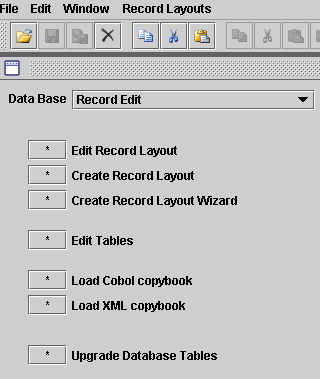 File Edit Window Record Layouts
Data Base Record Edit
* Edit Record Layout
* Create Record Layout
* Create Record Layout Wizard
* Edit Tables
* Load Cobol copybook
* Load XML copybook
* Upgrade Database Tables